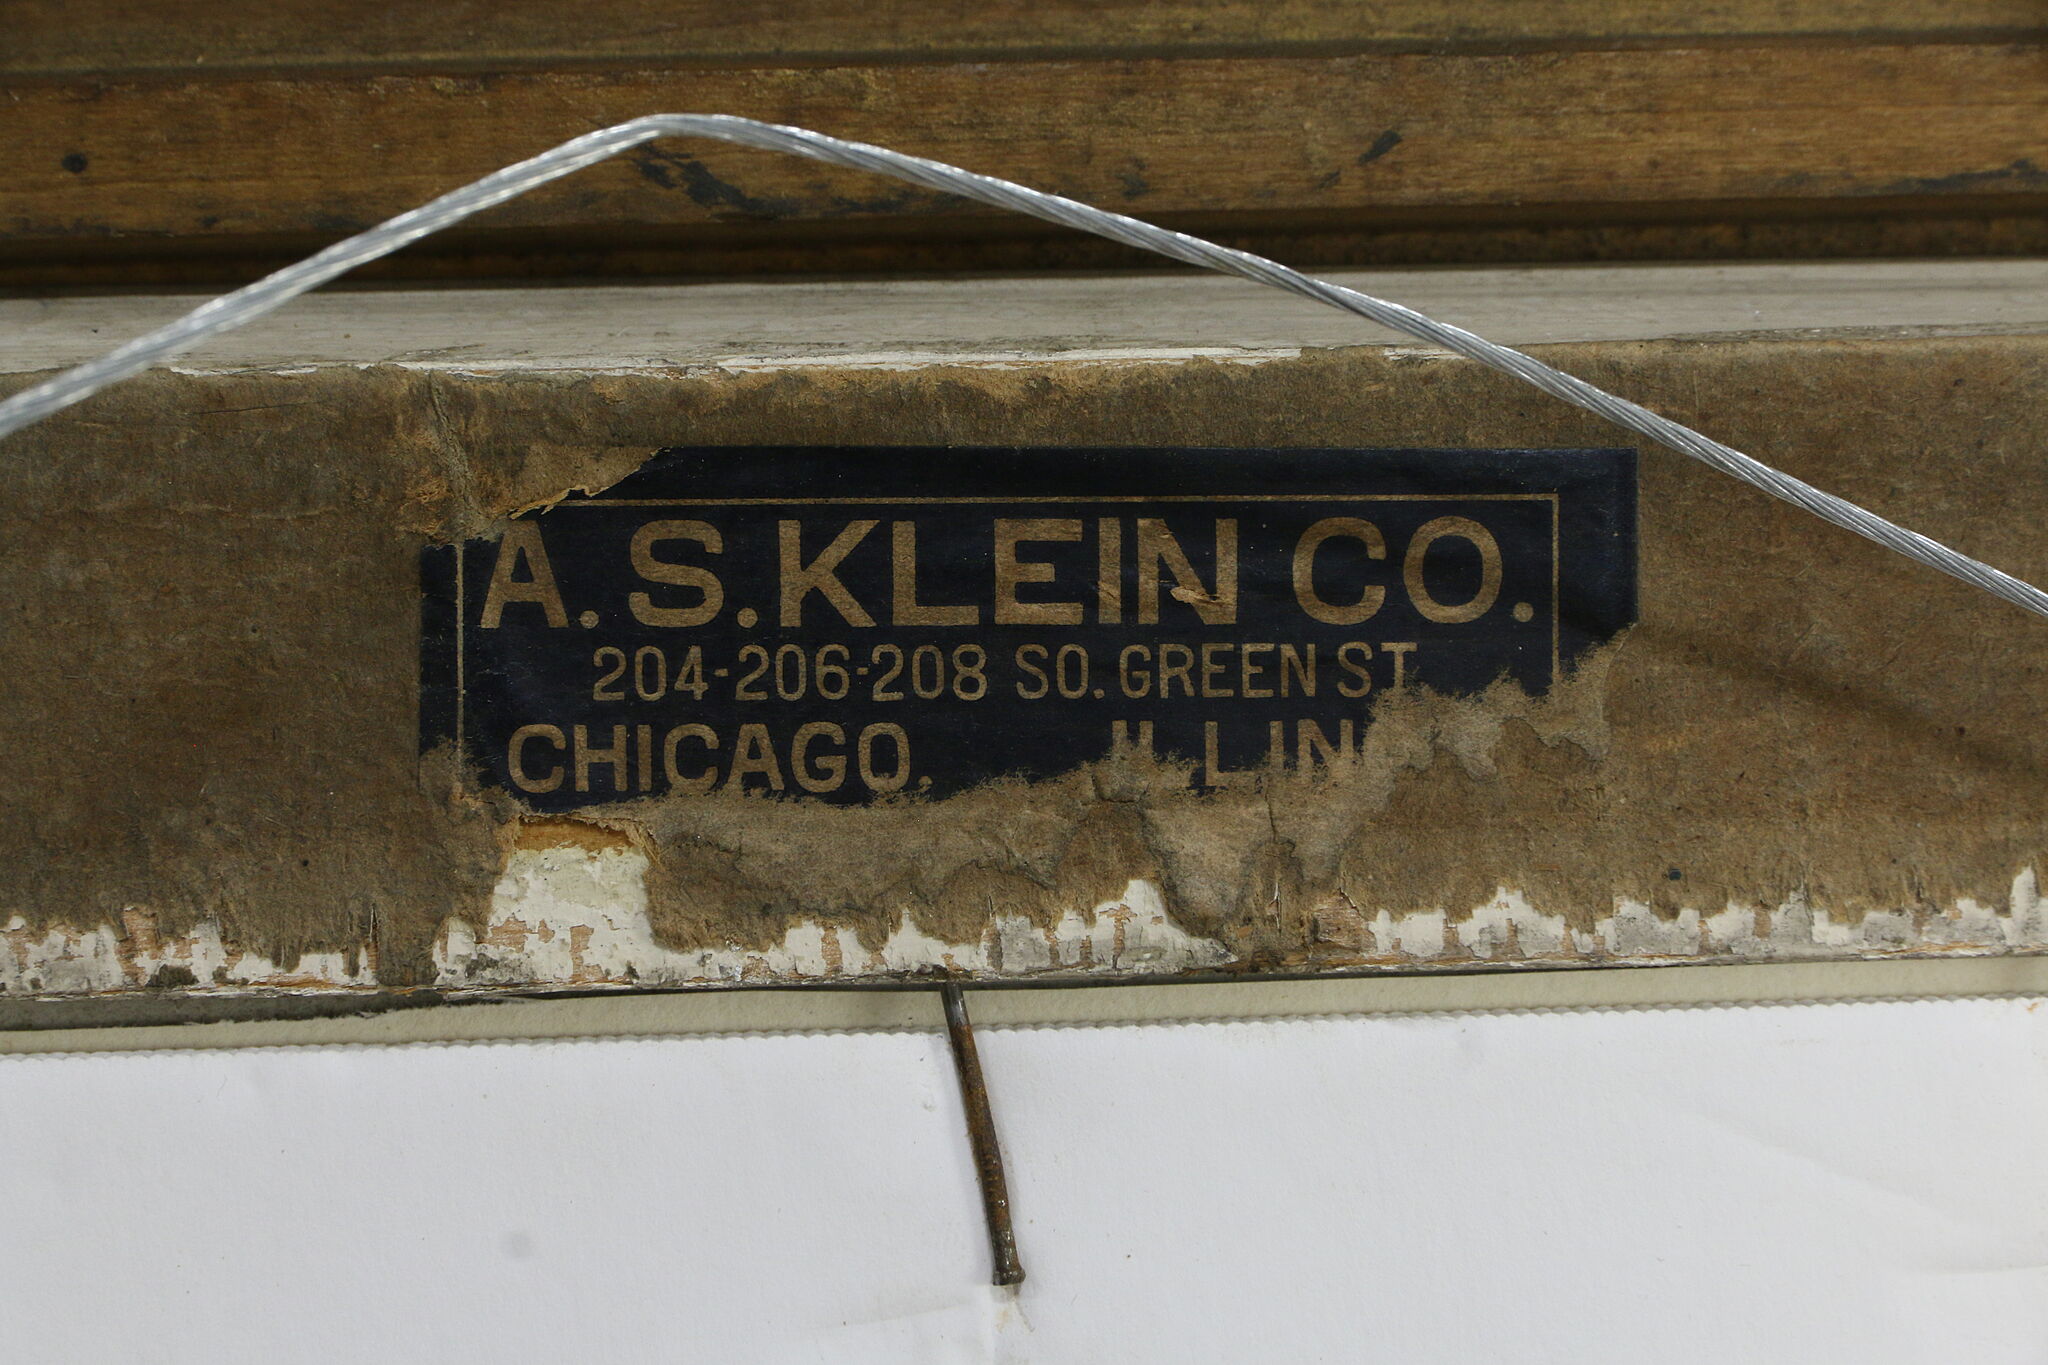 A. S. KLEIN CO.
204-206-208 SO. GREEN ST
CHICAGO.